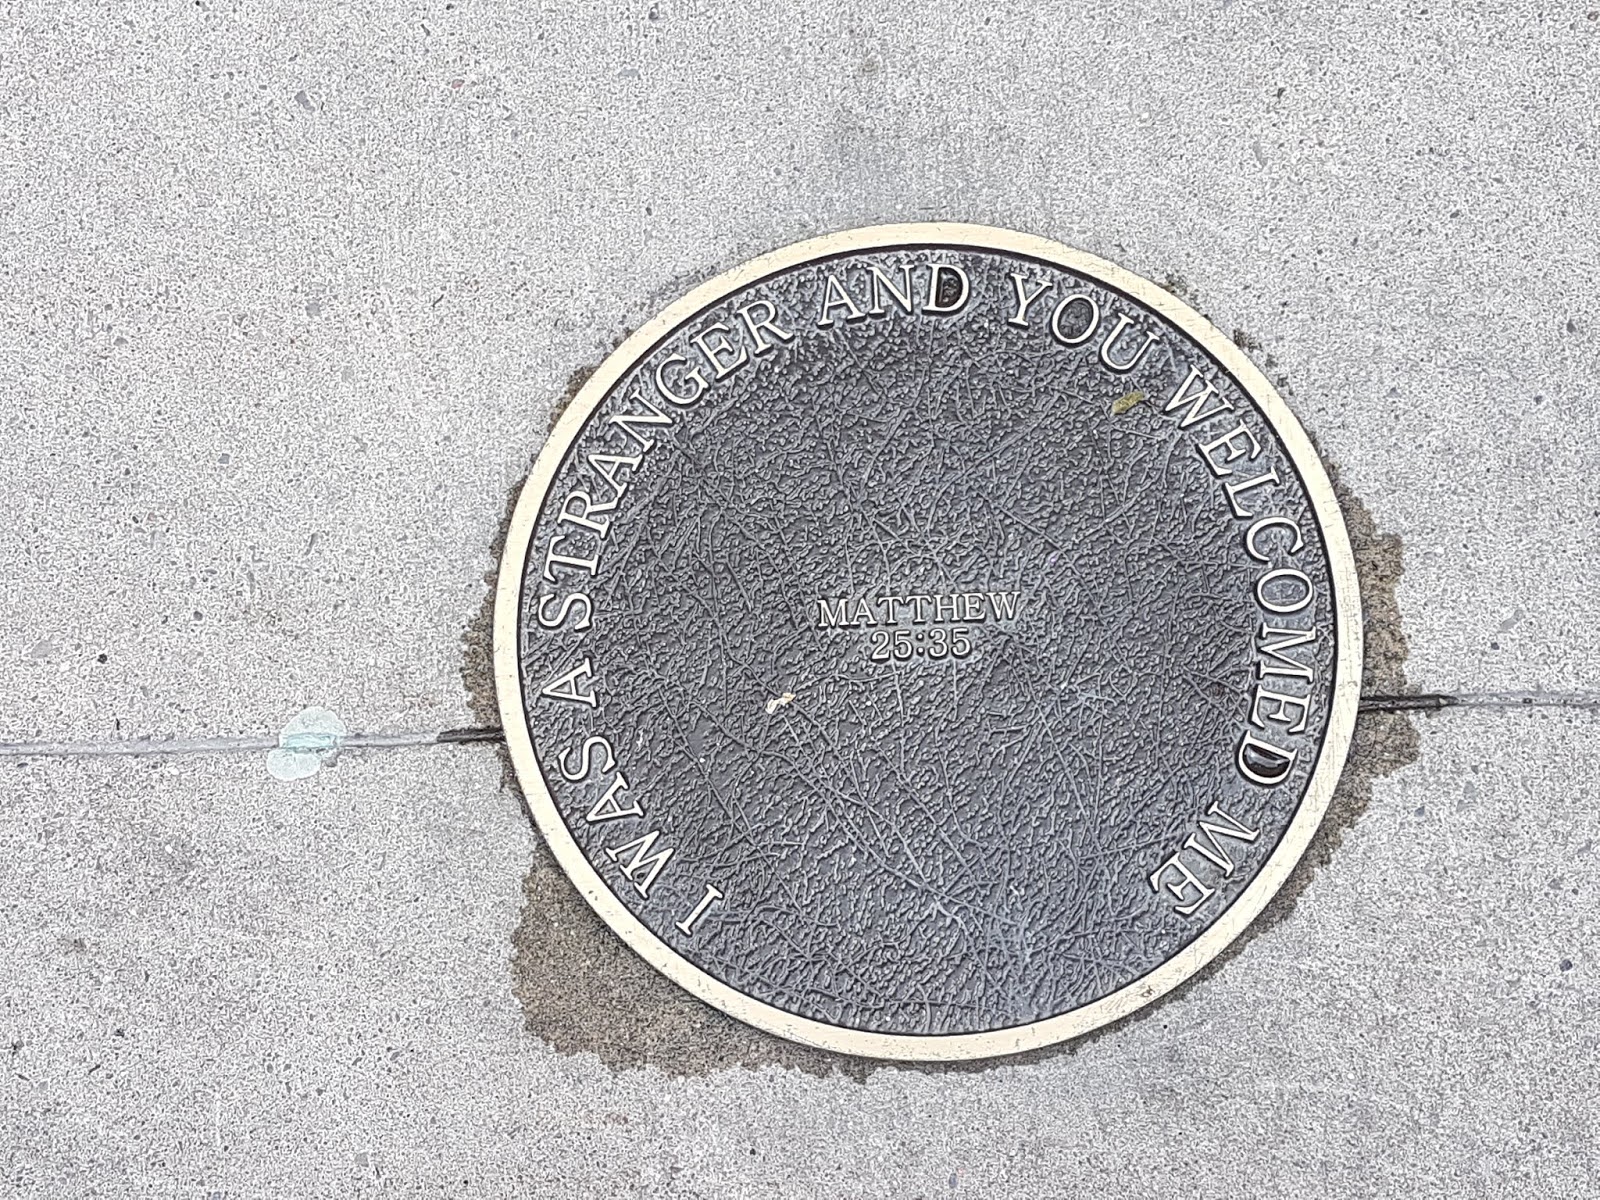 I WAS A STRANGER AND YOU WELCOMED ME
MATTHEW
25:35